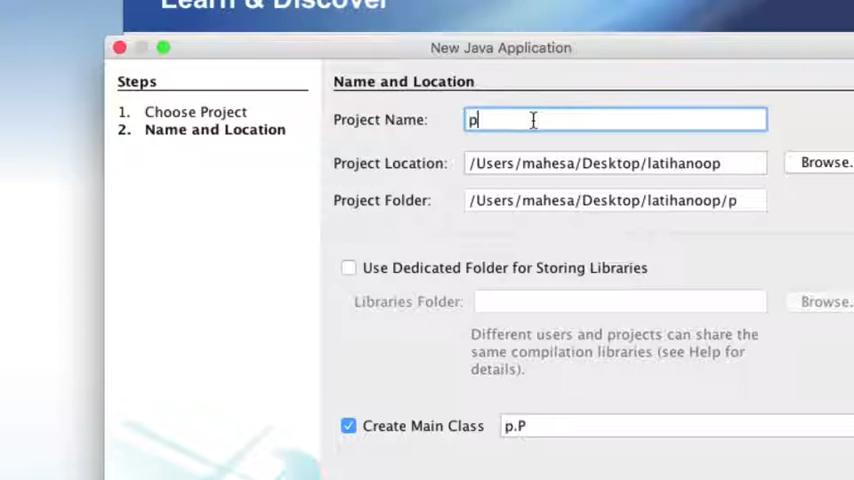 Learn & Discover
New Java Application
Steps
1. Choose Project
2. Name and Location
Name and Location
Project Name: p
Project Location: /Users/mahesa/Desktop/latihanoop Browse.
Project Folder: /Users/mahesa/Desktop/latihanoop/p
Use Dedicated Folder for Storing Libraries
Libraries Folder: Browse.
Different users and projects can share the
same compilation libraries (see Help for
details).
Create Main Class p.P